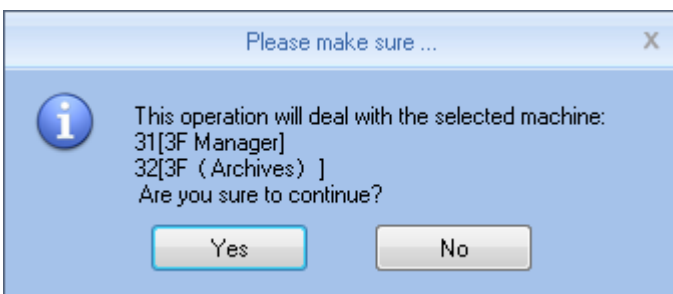 Please make sure ...
X
This operation will deal with the selected machine:
31[3F Manager]
32[3F（Archives）]
Are you sure to continue?
Yes No